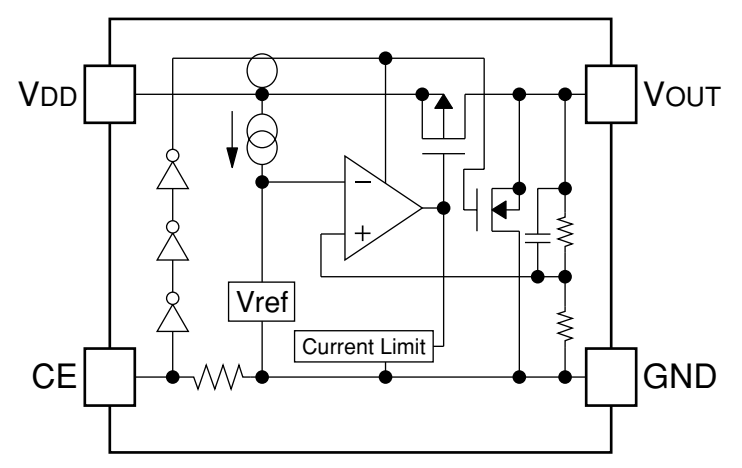 VDD
VOUT
−
+
Vref
Current Limit
CE
GND